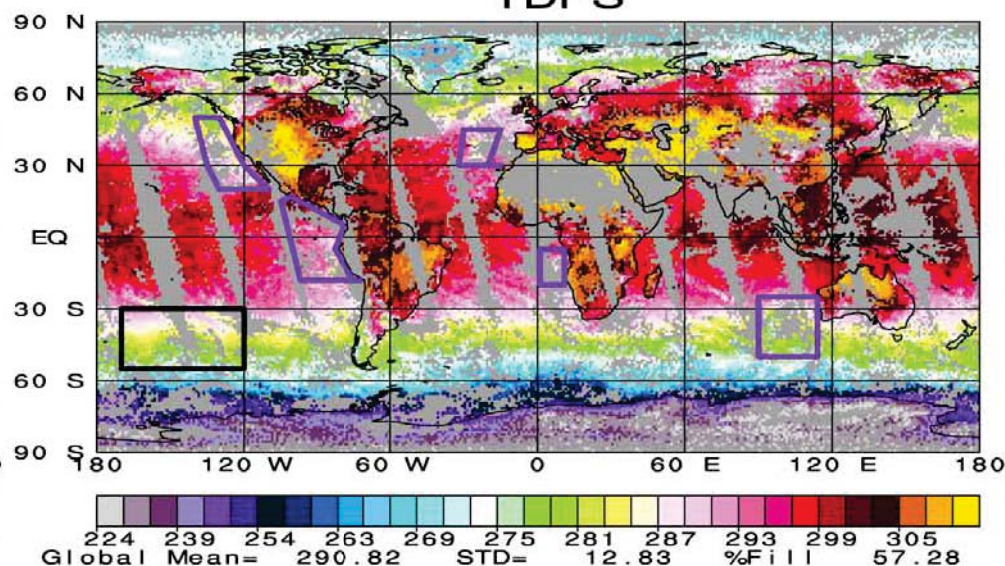 90 N
60 N
30 N
EQ
30 S
60 S
90 S
180 120 W 60 W 0 60 E 120 E 180
224 239 254 263 269 275 281 287 293 299 305
Global Mean= 290.82 STD= 12.83 %Fill 57.28